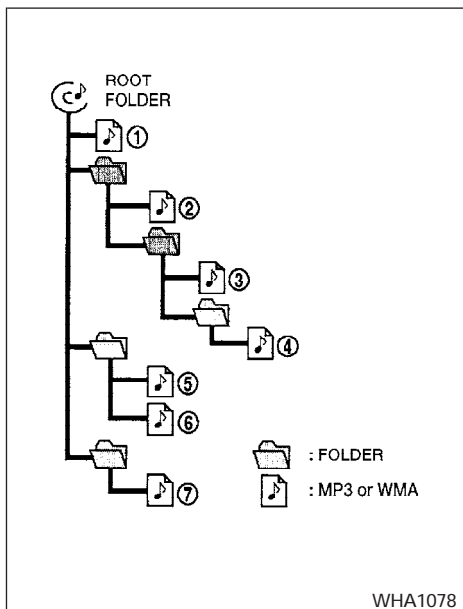 ROOT
FOLDER
①
②
③
④
⑤
⑥
⑦
: FOLDER
: MP3 or WMA
WHA1078